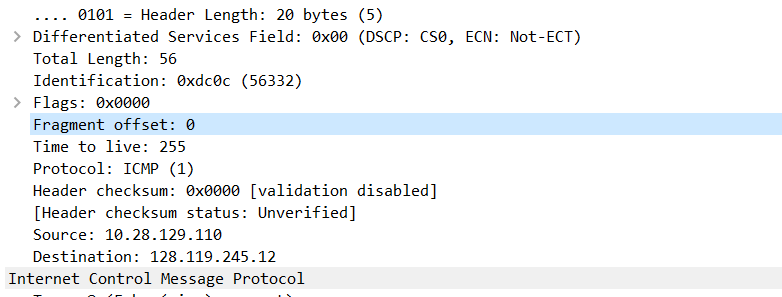 .... 0101 = Header Length: 20 bytes (5)
Differentiated Services Field: 0x00 (DSCP: CS0, ECN: Not-ECT)
Total Length: 56
Identification: 0xdc0c (56332)
Flags: 0x0000
Fragment offset: 0
Time to live: 255
Protocol: ICMP (1)
Header checksum: 0x0000 [validation disabled]
[Header checksum status: Unverified]
Source: 10.28.129.110
Destination: 128.119.245.12
Internet Control Message Protocol